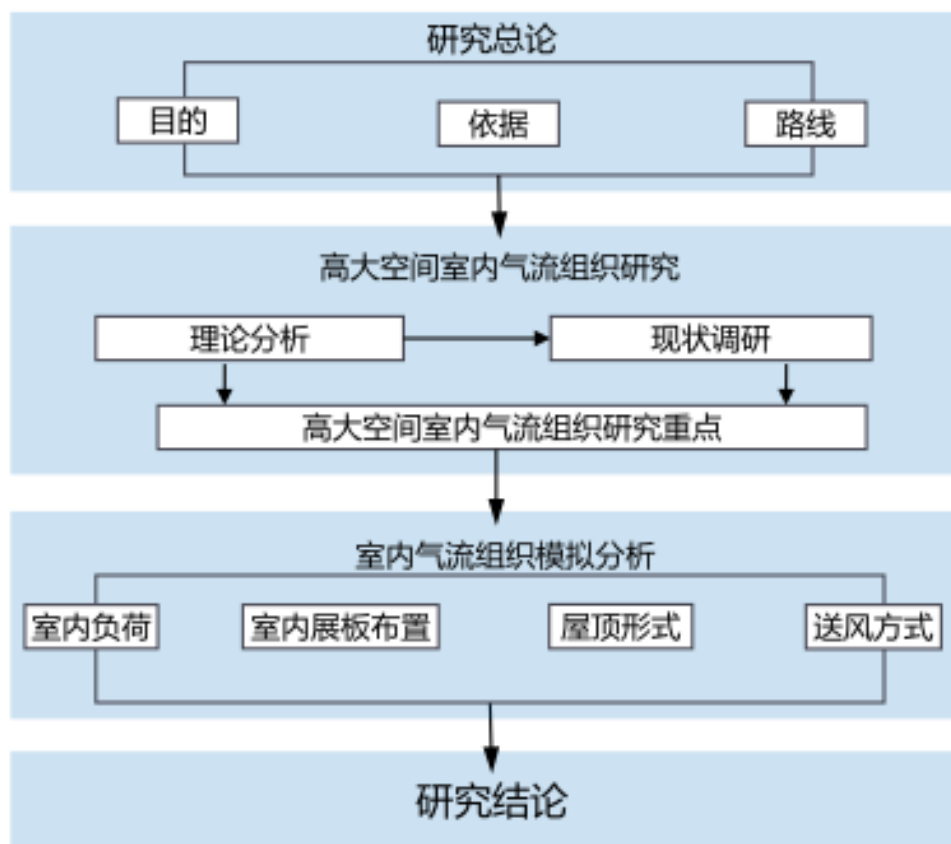 研究总论
目的
依据
路线
高大空间室内气流组织研究
理论分析
现状调研
高大空间室内气流组织研究重点
室内气流组织模拟分析
室内负荷
室内展板布置
屋顶形式
送风方式
研究结论